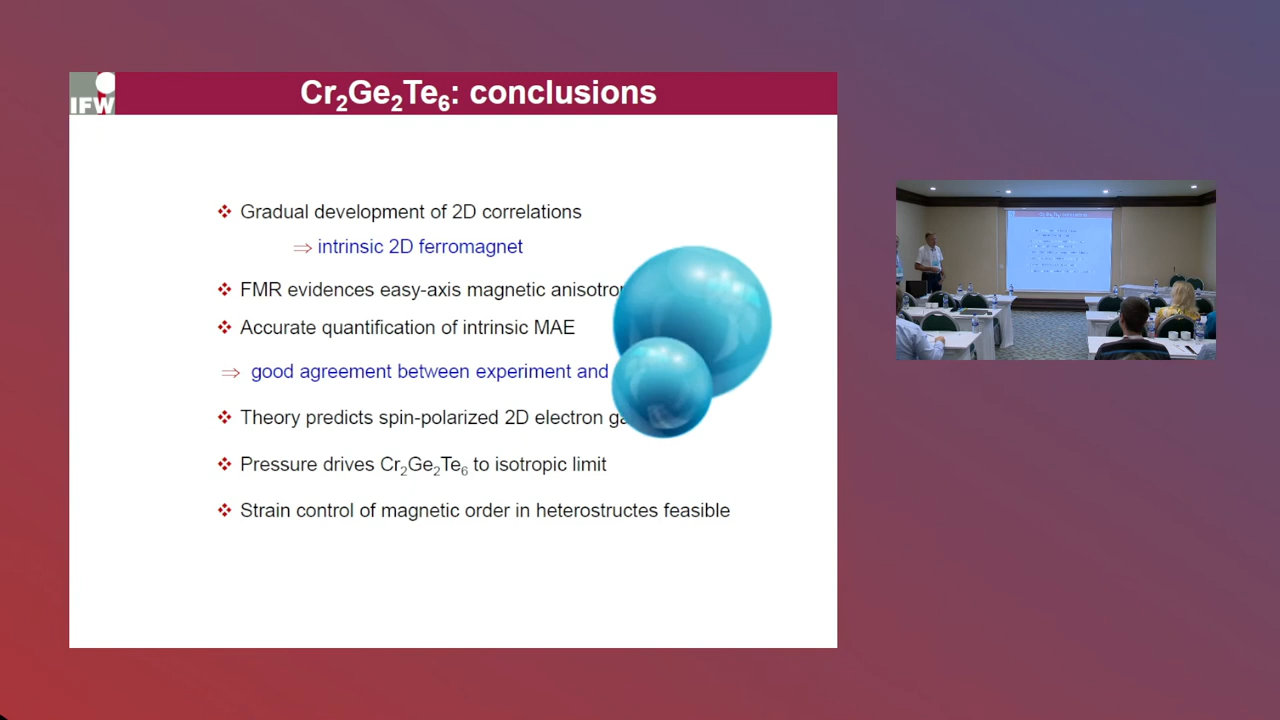 IFW
Cr₂Ge₂Te₆: conclusions
❖ Gradual development of 2D correlations
⇒ intrinsic 2D ferromagnet
❖ FMR evidences easy-axis magnetic
❖ Accurate quantification of intrinsic MAE
⇒ good agreement between experiment and
❖ Theory predicts spin-polarized 2D electron
❖ Pressure drives Cr₂Ge₂Te₆ to isotropic limit
❖ Strain control of magnetic order in heterostructes feasible